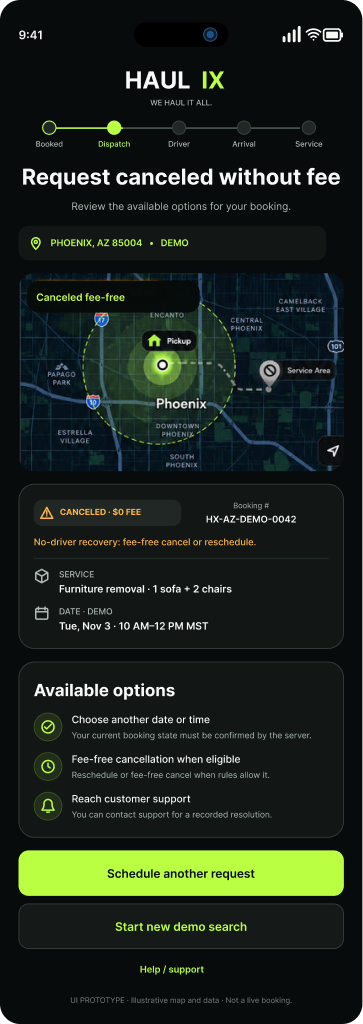 9:41
HAUL IX
WE HAUL IT ALL.
Booked
Dispatch
Driver
Arrival
Service
Request canceled without fee
Review the available options for your booking.
PHOENIX, AZ 85004 • DEMO
Canceled fee-free
17
ENCANTO
CAMELBACK
EAST VILLAGE
CENTRAL
PHOENIX
101
Pickup
PAPAGO
PARK
Service Area
10
Phoenix
ESTRELLA
VILLAGE
DOWNTOWN
PHOENIX
SOUTH
PHOENIX
CANCELED · $0 FEE
Booking #
HX-AZ-DEMO-0042
No-driver recovery: fee-free cancel or reschedule.
SERVICE
Furniture removal · 1 sofa + 2 chairs
DATE · DEMO
Tue, Nov 3 · 10 AM–12 PM MST
Available options
Choose another date or time
Your current booking state must be confirmed by the server.
Fee-free cancellation when eligible
Reschedule or fee-free cancel when rules allow it.
Reach customer support
You can contact support for a recorded resolution.
Schedule another request
Start new demo search
Help / support
UI PROTOTYPE · Illustrative map and data · Not a live booking.